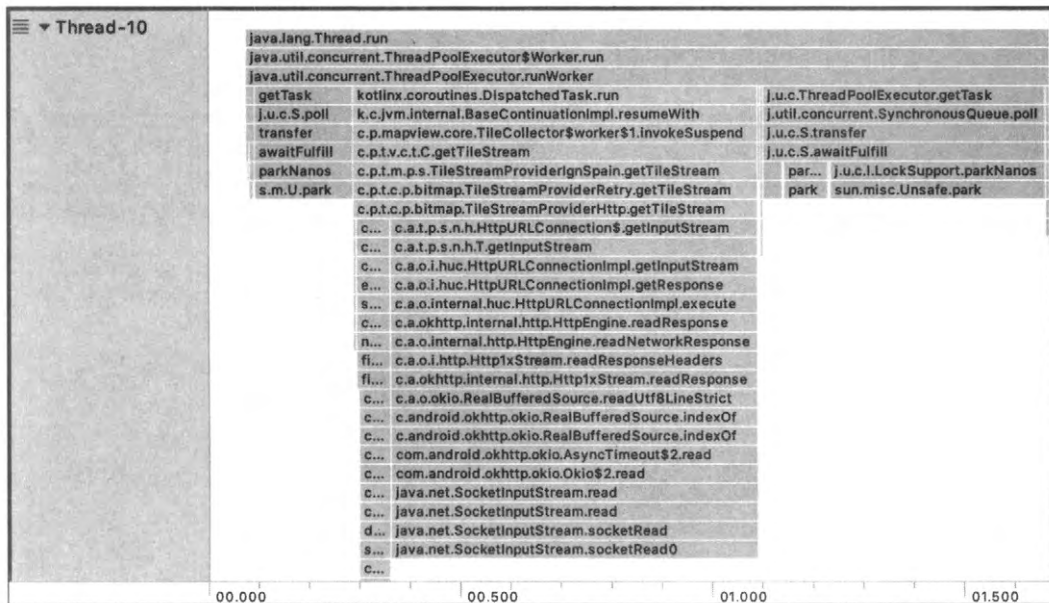 Thread-10
java.lang.Thread.run
java.util.concurrent.ThreadPoolExecutor$Worker.run
java.util.concurrent.ThreadPoolExecutor.runWorker
getTask kotlinx.coroutines.DispatchedTask.run j.u.c.ThreadPoolExecutor.getTask
j.u.c.S.poll k.c.jvm.internal.BaseContinuationImpl.resumeWith j.util.concurrent.SynchronousQueue.poll
transfer c.p.mapview.core.TileCollector$worker$1.invokeSuspend j.u.c.S.transfer
awaitFulfill c.p.t.v.c.t.C.getTileStream j.u.c.S.awaitFulfill
parkNanos c.p.t.m.p.s.TileStreamProviderIgnSpain.getTileStream par... j.u.c.l.LockSupport.parkNanos
s.m.U.park c.p.t.c.p.bitmap.TileStreamProviderRetry.getTileStream park sun.misc.Unsafe.park
c.p.t.c.p.bitmap.TileStreamProviderHttp.getTileStream
c... c.a.t.p.s.n.h.HttpURLConnection$.getInputStream
c... c.a.t.p.s.n.h.T.getInputStream
c... c.a.o.i.huc.HttpURLConnectionImpl.getInputStream
e... c.a.o.i.huc.HttpURLConnectionImpl.getResponse
s... c.a.o.internal.huc.HttpURLConnectionImpl.execute
c... c.a.okhttp.internal.http.HttpEngine.readResponse
n... c.a.o.internal.http.HttpEngine.readNetworkResponse
fi... c.a.o.i.http.Http1xStream.readResponseHeaders
fi... c.a.okhttp.internal.http.Http1xStream.readResponse
c... c.a.o.okio.RealBufferedSource.readUtf8LineStrict
c... c.android.okhttp.okio.RealBufferedSource.indexOf
c... c.android.okhttp.okio.RealBufferedSource.indexOf
c... com.android.okhttp.okio.AsyncTimeout$2.read
c... com.android.okhttp.okio.Okio$2.read
c... java.net.SocketInputStream.read
c... java.net.SocketInputStream.read
d... java.net.SocketInputStream.socketRead
s... java.net.SocketInputStream.socketRead0
c...
00.000 00.500 01.000 01.500